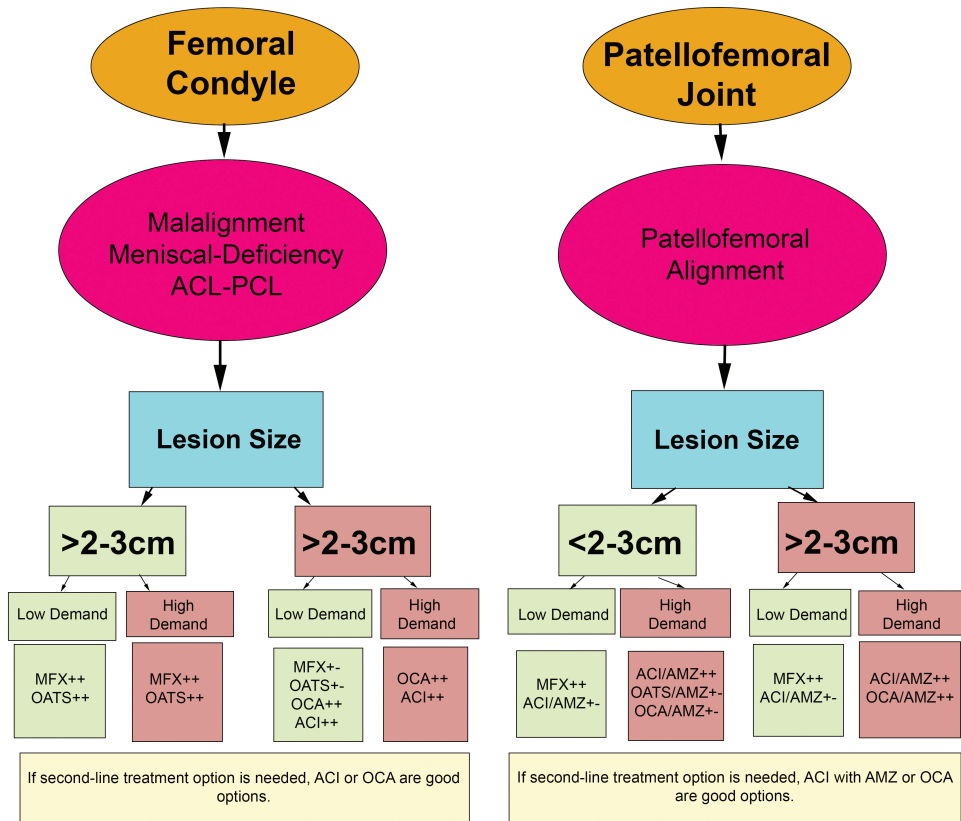 Femoral
Condyle
Malalignment
Meniscal-Deficiency
ACL-PCL
Lesion Size
>2-3cm
Low Demand
MFX++
OATS++
High
Demand
MFX++
OATS++
>2-3cm
Low Demand
MFX+-
OATS+-
OCA++
ACI++
High
Demand
OCA++
ACI++
If second-line treatment option is needed, ACI or OCA are good
options.
Patellofemoral
Joint
Patellofemoral
Alignment
Lesion Size
<2-3cm
Low Demand
MFX++
ACI/AMZ+-
High
Demand
ACI/AMZ++
OATS/AMZ+-
OCA/AMZ+-
>2-3cm
Low Demand
MFX++
ACI/AMZ+-
High
Demand
ACI/AMZ++
OCA/AMZ++
If second-line treatment option is needed, ACI with AMZ or OCA
are good options.